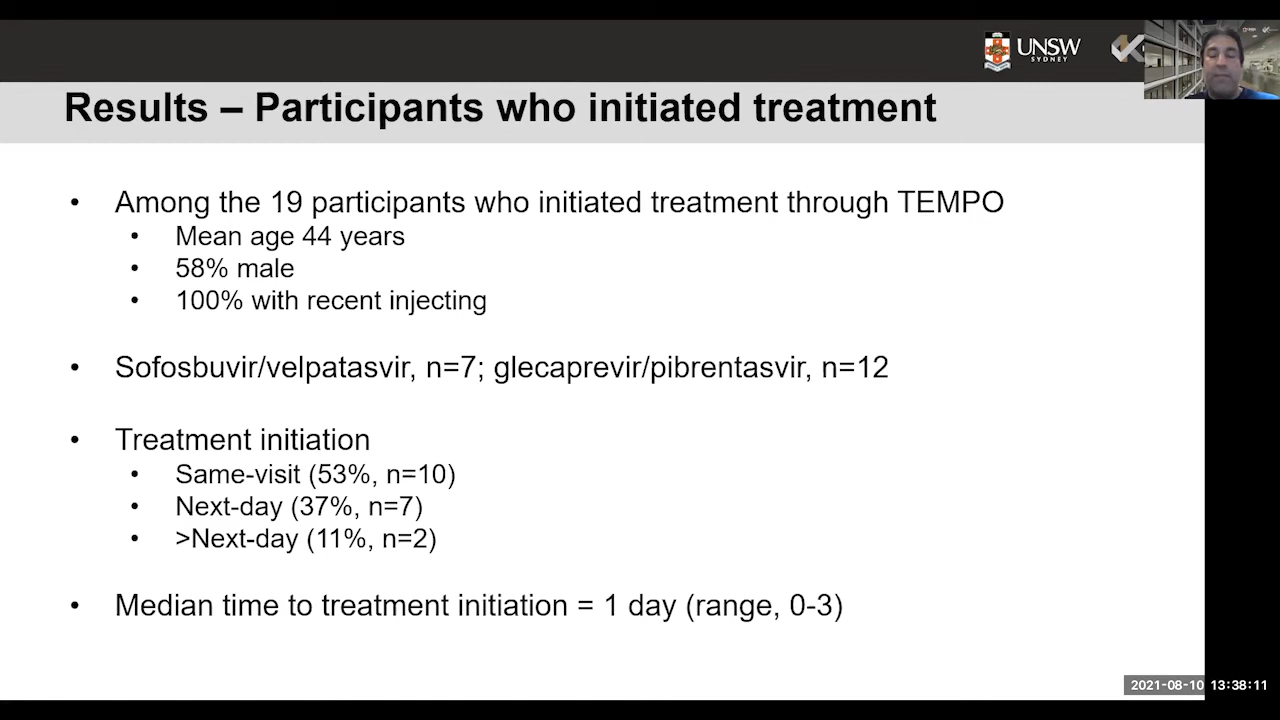 UNSW
SYDNEY
Results – Participants who initiated treatment
• Among the 19 participants who initiated treatment through TEMPO
• Mean age 44 years
• 58% male
• 100% with recent injecting
• Sofosbuvir/velpatasvir, n=7; glecaprevir/pibrentasvir, n=12
• Treatment initiation
• Same-visit (53%, n=10)
• Next-day (37%, n=7)
• >Next-day (11%, n=2)
• Median time to treatment initiation = 1 day (range, 0-3)
2021-08-10 13:38:11